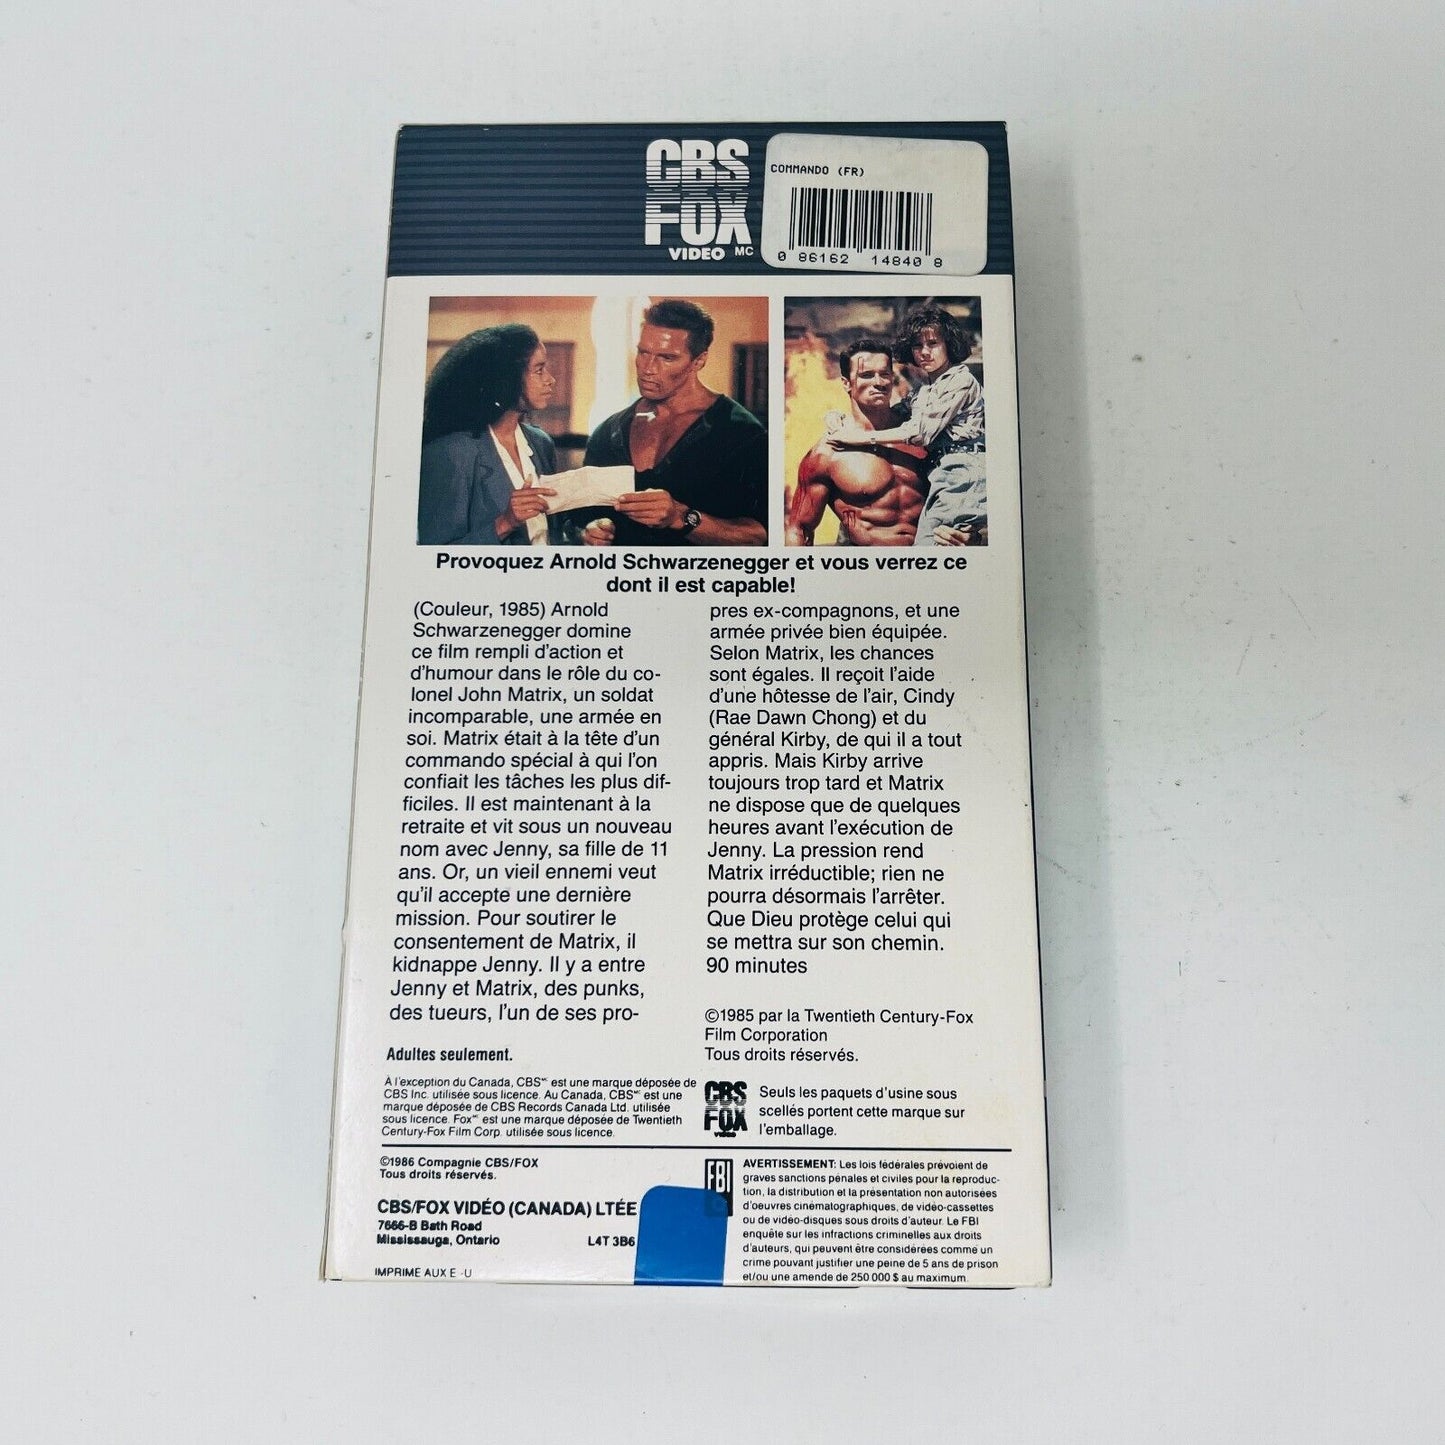 CBS
FOX
VIDEO MC
COMMANDO (FR)
0 86162 14840 8
Provoquez Arnold Schwarzenegger et vous verrez ce
dont il est capable!
(Couleur, 1985) Arnold
Schwarzenegger domine
ce film rempli d'action et
d'humour dans le rôle du co-
lonel John Matrix, un soldat
incomparable, une armée en
soi. Matrix était à la tête d'un
commando spécial à qui l'on
confiait les tâches les plus dif-
ficiles. Il est maintenant à la
retraite et vit sous un nouveau
nom avec Jenny, sa fille de 11
ans. Or, un vieil ennemi veut
qu'il accepte une dernière
mission. Pour soutirer le
consentement de Matrix, il
kidnappe Jenny. Il y a entre
Jenny et Matrix, des punks,
des tueurs, l'un de ses pro-
pres ex-compagnons, et une
armée privée bien équipée.
Selon Matrix, les chances
sont égales. Il reçoit l'aide
d'une hôtesse de l'air, Cindy
(Rae Dawn Chong) et du
général Kirby, de qui il a tout
appris. Mais Kirby arrive
toujours trop tard et Matrix
ne dispose que de quelques
heures avant l'exécution de
Jenny. La pression rend
Matrix irréductible; rien ne
pourra désormais l'arrêter.
Que Dieu protège celui qui
se mettra sur son chemin.
90 minutes
©1985 par la Twentieth Century-Fox
Film Corporation
Tous droits réservés.
Adultes seulement.
À l'exception du Canada, CBS MC est une marque déposée de
CBS Inc. utilisée sous licence. Au Canada, CBS MC est une
marque déposée de CBS Records Canada Ltd. utilisée
sous licence. Fox MC est une marque déposée de Twentieth
Century-Fox Film Corp. utilisée sous licence.
CBS
FOX
VIDEO
Seuls les paquets d'usine sous
scellés portent cette marque sur
l'emballage.
©1986 Compagnie CBS/FOX
Tous droits réservés.
CBS/FOX VIDÉO (CANADA) LTÉE
7666-B Bath Road
Mississauga, Ontario L4T 3B6
IMPRIME AUX E.-U
FBI
AVERTISSEMENT: Les lois fédérales prévoient de
graves sanctions pénales et civiles pour la reproduc-
tion, la distribution et la présentation non autorisées
d'oeuvres cinématographiques, de vidéo-cassettes
ou de vidéo-disques sous droits d'auteur. Le FBI
enquête sur les infractions criminelles aux droits
d'auteurs, qui peuvent être considérées comme un
crime pouvant justifier une peine de 5 ans de prison
et/ou une amende de 250 000 $ au maximum.